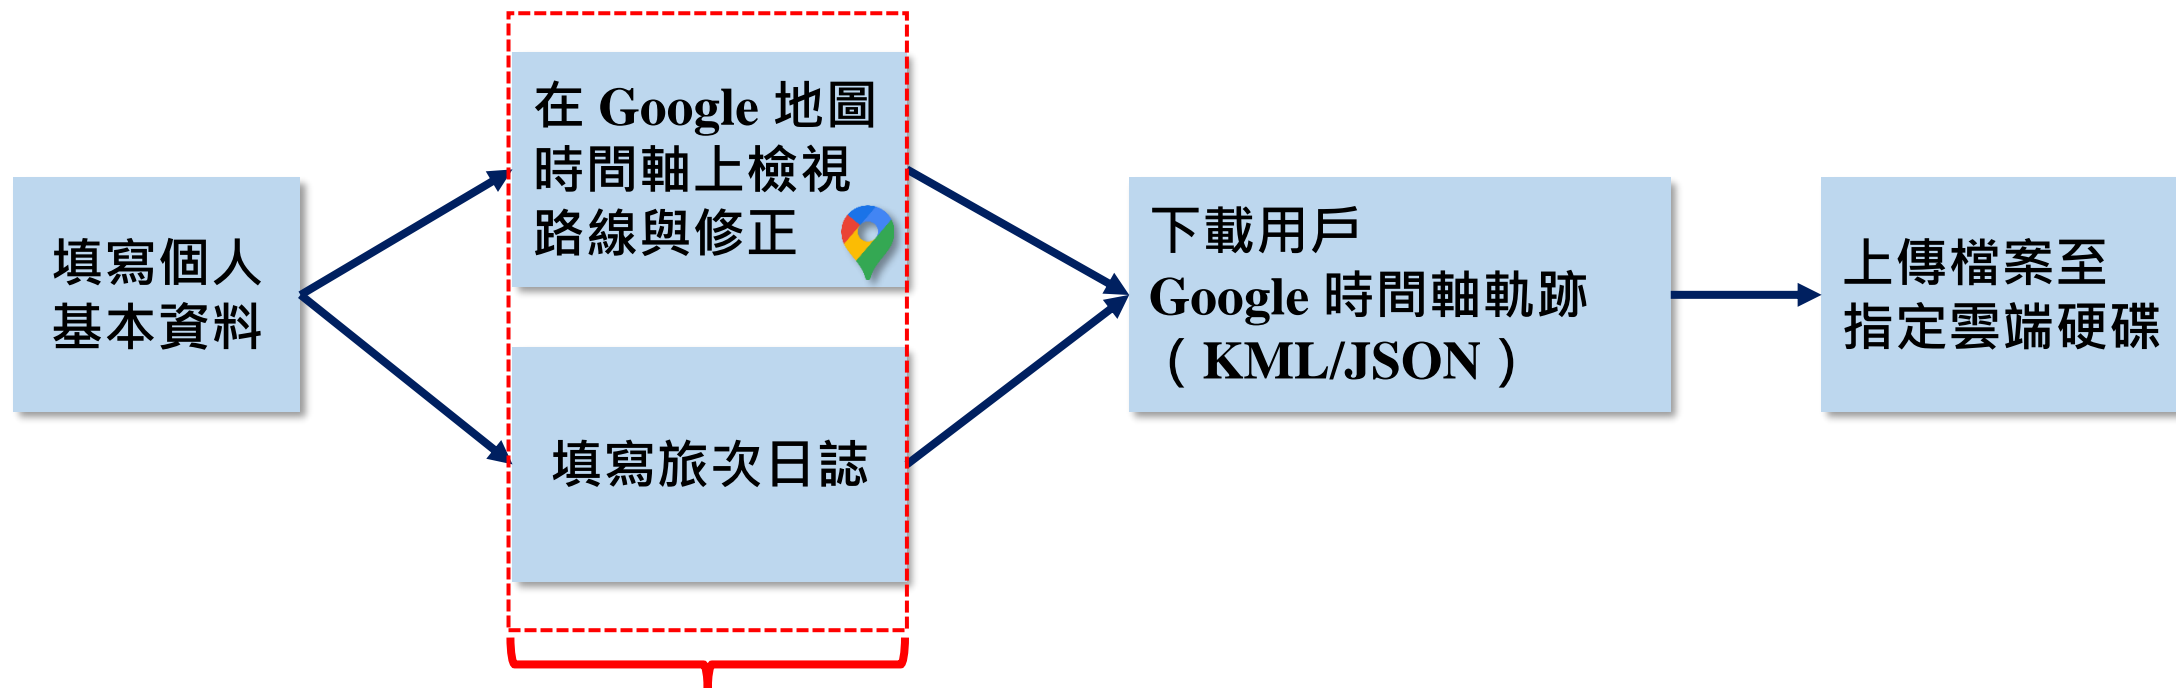 填寫個人
基本資料
在 Google 地圖
時間軸上檢視
路線與修正
填寫旅次日誌
下載用戶
Google 時間軸軌跡
（KML/JSON）
上傳檔案至
指定雲端硬碟